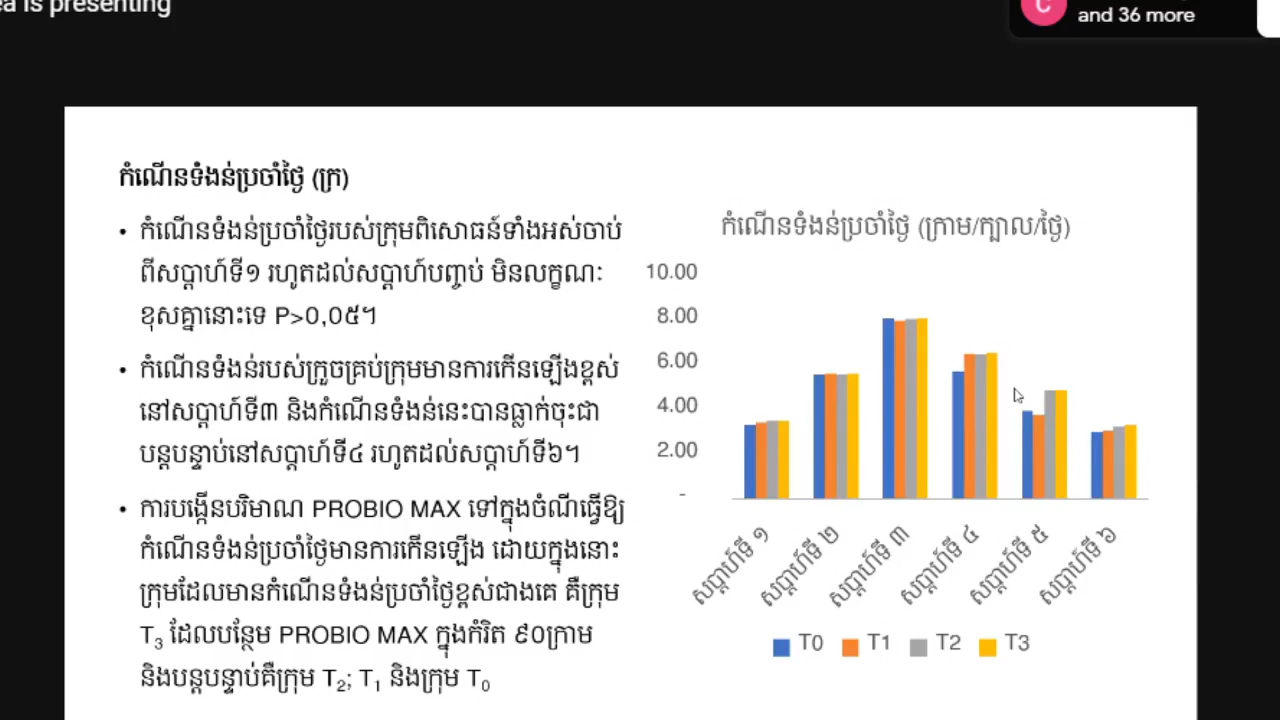 is presenting
C
and 36 more
កំណើនទំងន់ប្រចាំថ្ងៃ (ក្រ)
• កំណើនទំងន់ប្រចាំថ្ងៃរបស់ក្រុមពិសោធន៍ទាំងអស់ចាប់
ពីសប្តាហ៍ទី១ រហូតដល់សប្តាហ៍បញ្ចប់ មិនលក្ខណៈ
ខុសគ្នានោះទេ P>0,0៥។
• កំណើនទំងន់របស់ក្រួចគ្រប់ក្រុមមានការកើនឡើងខ្ពស់
នៅសប្តាហ៍ទី៣ និងកំណើនទំងន់នេះបានធ្លាក់ចុះជា
បន្តបន្ទាប់នៅសប្តាហ៍ទី៤ រហូតដល់សប្តាហ៍ទី៦។
• ការបង្កើនបរិមាណ PROBIO MAX ទៅក្នុងចំណីធ្វើឱ្យ
កំណើនទំងន់ប្រចាំថ្ងៃមានការកើនឡើង ដោយក្នុងនោះ
ក្រុមដែលមានកំណើនទំងន់ប្រចាំថ្ងៃខ្ពស់ជាងគេ គឺក្រុម
T3 ដែលបន្ថែម PROBIO MAX ក្នុងកំរិត ៩០ក្រាម
និងបន្តបន្ទាប់គឺក្រុម T2; T1 និងក្រុម T0
កំណើនទំងន់ប្រចាំថ្ងៃ (ក្រាម/ក្បាល/ថ្ងៃ)
10.00
8.00
6.00
4.00
2.00
-
សប្តាហ៍ទី ១
សប្តាហ៍ទី ២
សប្តាហ៍ទី ៣
សប្តាហ៍ទី ៤
សប្តាហ៍ទី ៥
សប្តាហ៍ទី ៦
T0 T1 T2 T3